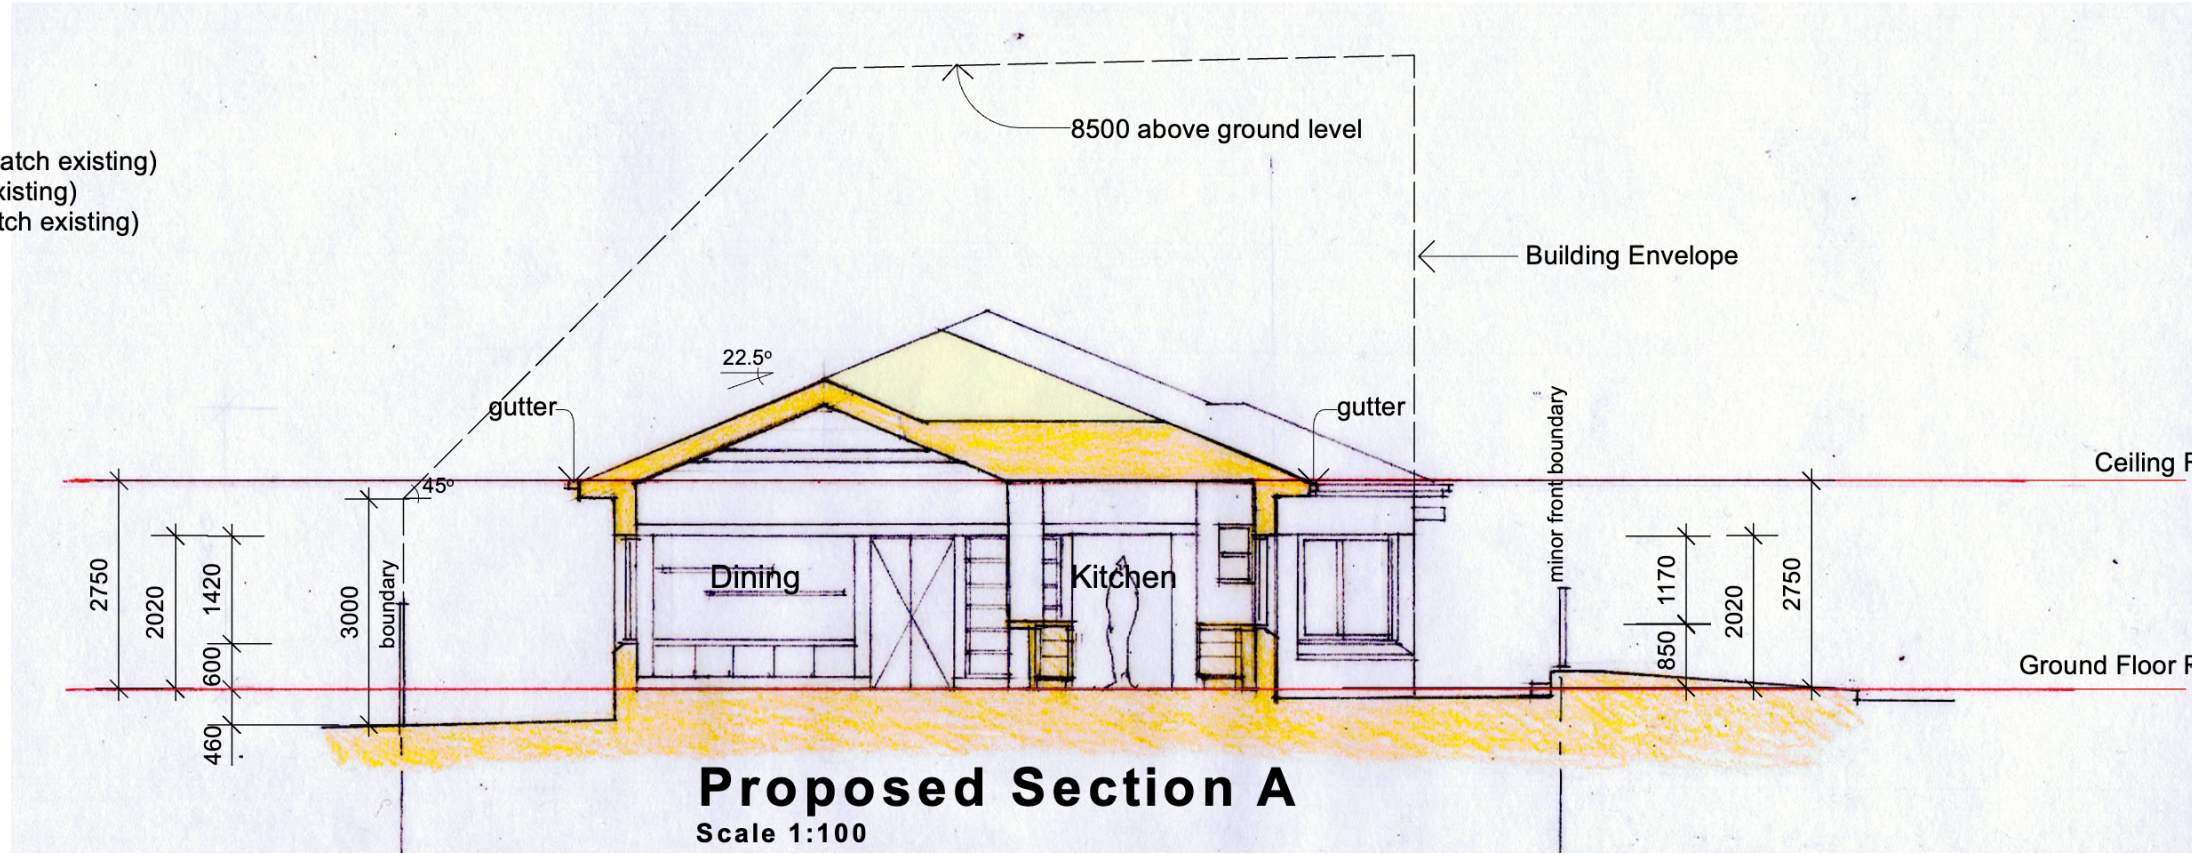 8500 above ground level
atch existing)
xisting)
tch existing)
Building Envelope
22.5º
gutter
gutter
minor front boundary
Ceiling
45º
2750
2020
1420
600
460
3000
boundary
Dining
Kitchen
1170
850
2020
2750
Ground Floor
Proposed Section A
Scale 1:100